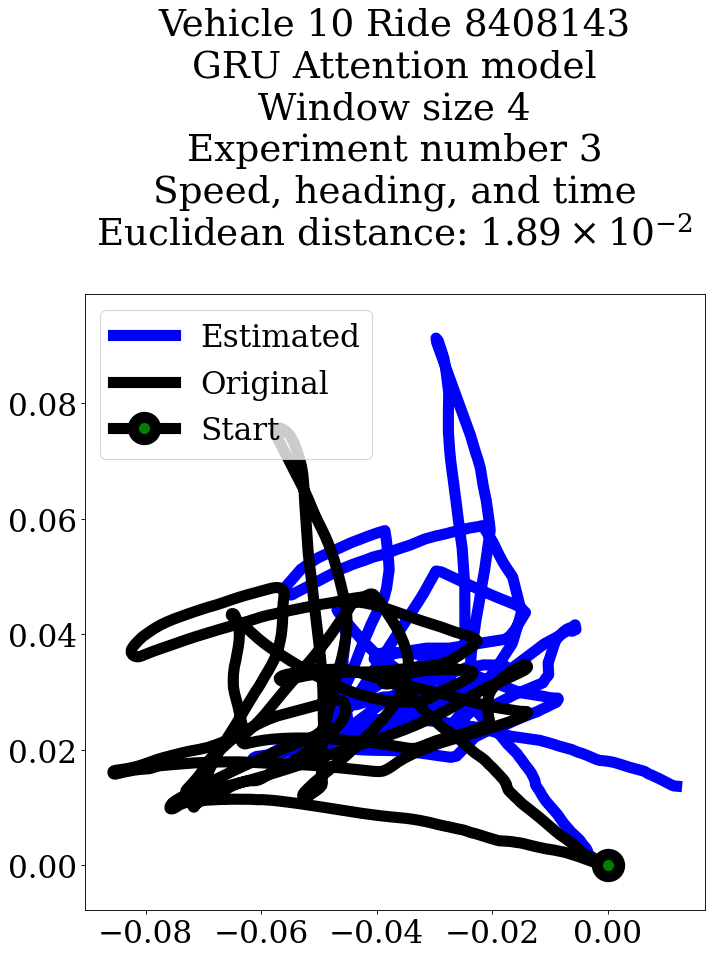 Vehicle 10 Ride 8408143
GRU Attention model
Window size 4
Experiment number 3
Speed, heading, and time
Euclidean distance: 1.89 × 10⁻²
Estimated
Original
Start
0.08
0.06
0.04
0.02
0.00
−0.08 −0.06 −0.04 −0.02 0.00